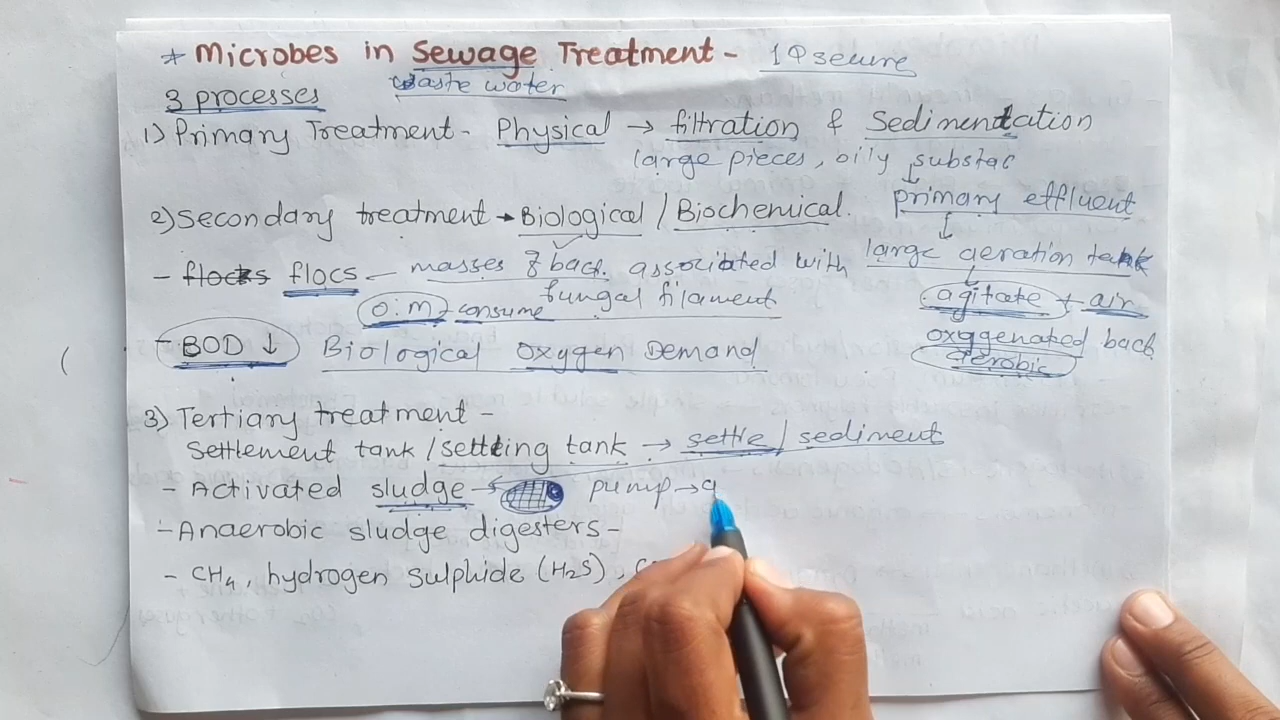 * Microbes in Sewage Treatment -
waste water
3 processes
1) Primary Treatment - Physical → filtration & Sedimentation
large pieces, oily substac
primary effluent
2) Secondary treatment → Biological / Biochemical.
- flocks flocs - masses of bact. associated with large aeration tank
fungal filament
O.M → consume
agitate + air
oxygenated bact
aerobic
- BOD ↓ Biological Oxygen Demand
3) Tertiary treatment -
Settlement tank / settling tank → settle / sediment
- Activated sludge pump → a
- Anaerobic sludge digesters -
- CH4, hydrogen sulphide (H2S),